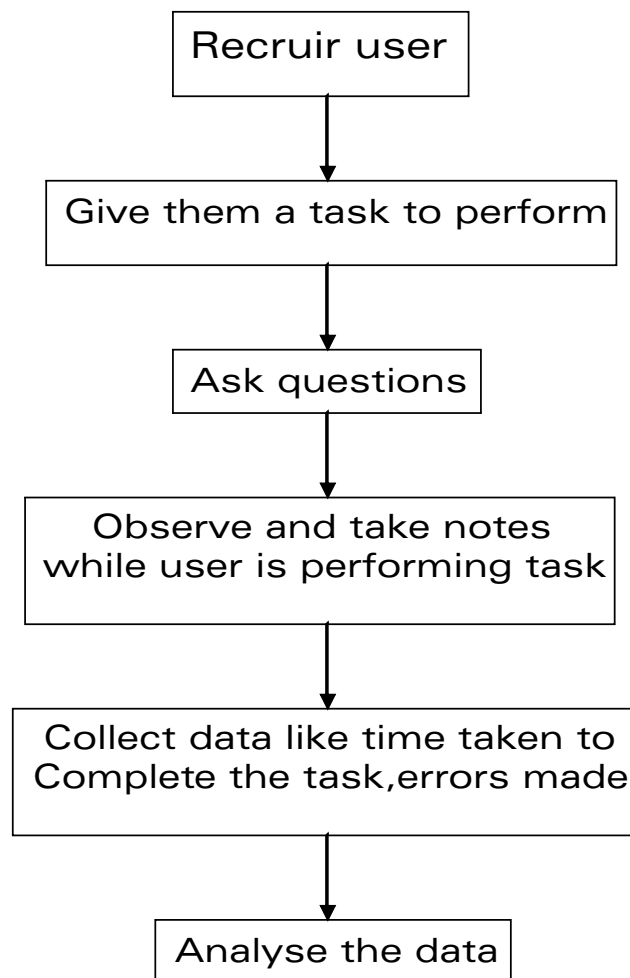 Recruir user
Give them a task to perform
Ask questions
Observe and take notes
while user is performing task
Collect data like time taken to
Complete the task,errors made
Analyse the data